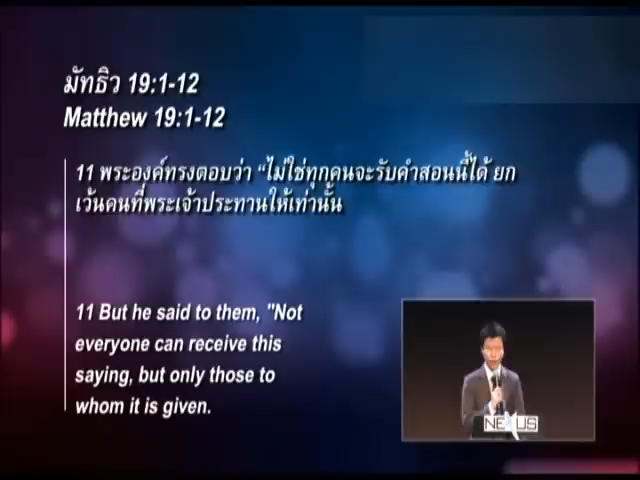 มัทธิว 19:1-12
Matthew 19:1-12
11 พระองค์ทรงตอบว่า “ไม่ใช่ทุกคนจะรับคำสอนนี้ได้ ยก
เว้นคนที่พระเจ้าประทานให้เท่านั้น
11 But he said to them, "Not
everyone can receive this
saying, but only those to
whom it is given.
NEXUS